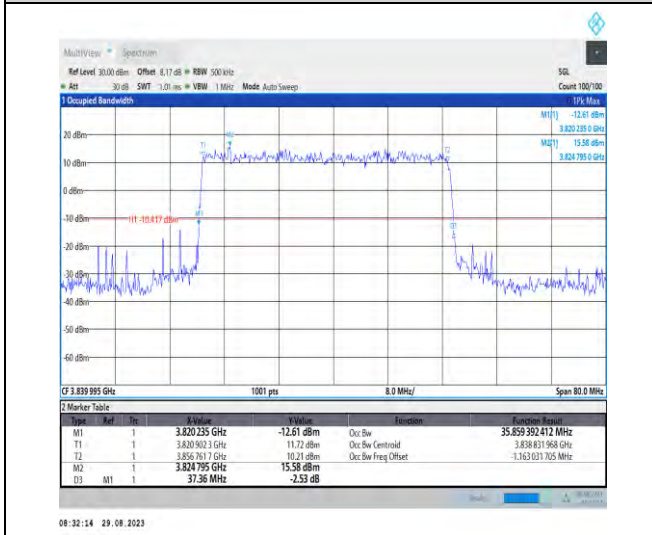 MultiView Spectrum
Ref Level 30.00 dBm Offset 8.17 dB RBW 500 kHz SGL
Att 30 dB SWT 1.01 ms VBW 1 MHz Mode Auto Sweep Count 100/100
1 Occupied Bandwidth 1Pk Max
M1[1] -12.61 dBm
3.820 235 0 GHz
M2[1] 15.58 dBm
3.824 795 0 GHz
20 dBm
T1 M2 T2
10 dBm
0 dBm
-10 dBm H1 -10.417 dBm M1
D3
-20 dBm
-30 dBm
-40 dBm
-50 dBm
-60 dBm
CF 3.839 995 GHz 1001 pts 8.0 MHz/ Span 80.0 MHz
2 Marker Table
Type Ref Trc X-Value Y-Value Function Function Result
M1 1 3.820 235 GHz -12.61 dBm Occ Bw 35.859 392 412 MHz
T1 1 3.820 902 3 GHz 11.72 dBm Occ Bw Centroid 3.838 831 968 GHz
T2 1 3.856 761 7 GHz 10.21 dBm Occ Bw Freq Offset -1.163 031 705 MHz
M2 1 3.824 795 GHz 15.58 dBm
D3 M1 1 37.36 MHz -2.53 dB
08:32:14 29.08.2023